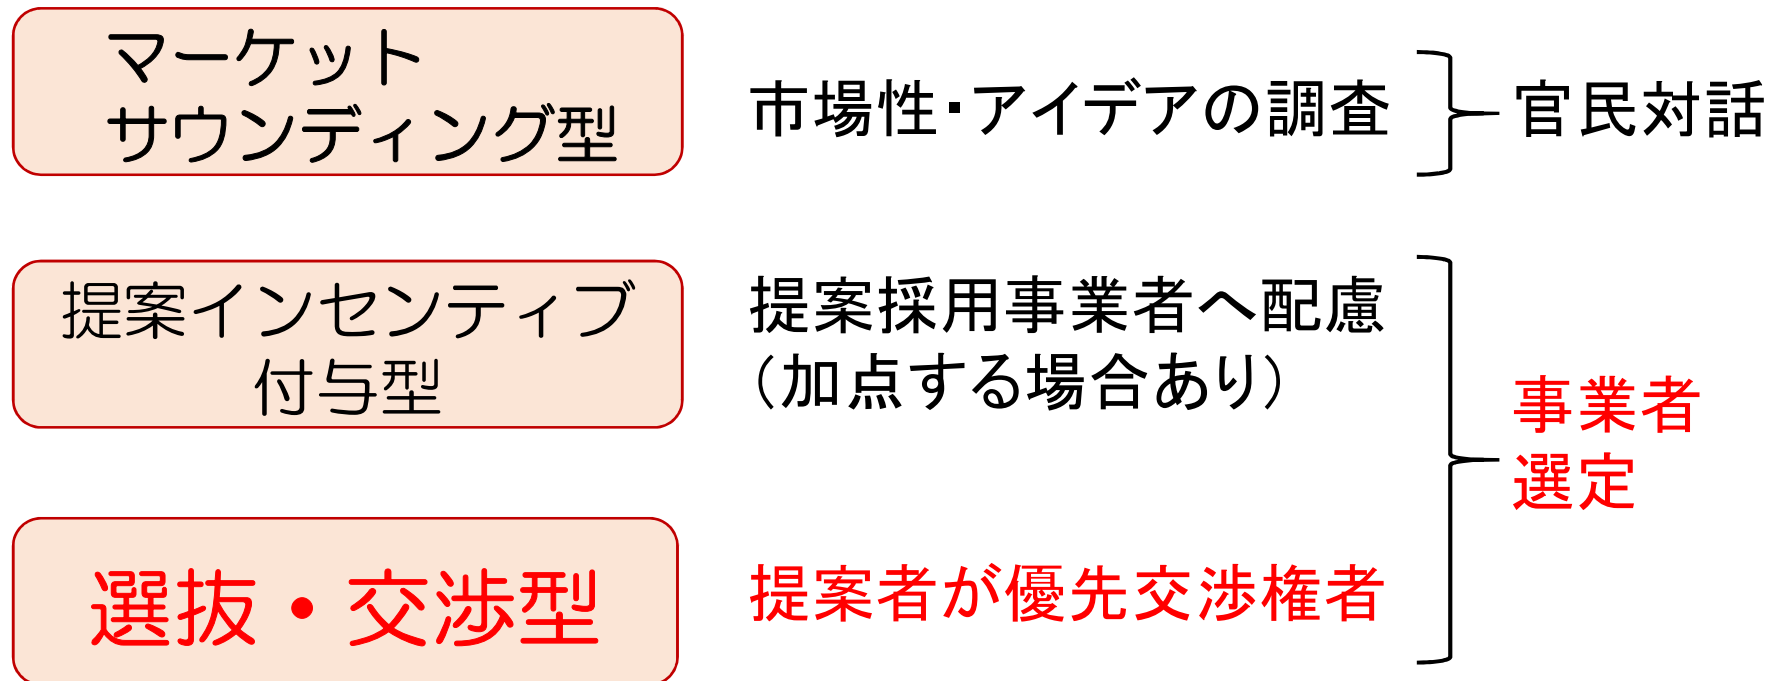 マーケット
サウンディング型
市場性・アイデアの調査
官民対話
提案インセンティブ
付与型
提案採用事業者へ配慮
（加点する場合あり）
事業者
選定
選抜・交渉型
提案者が優先交渉権者